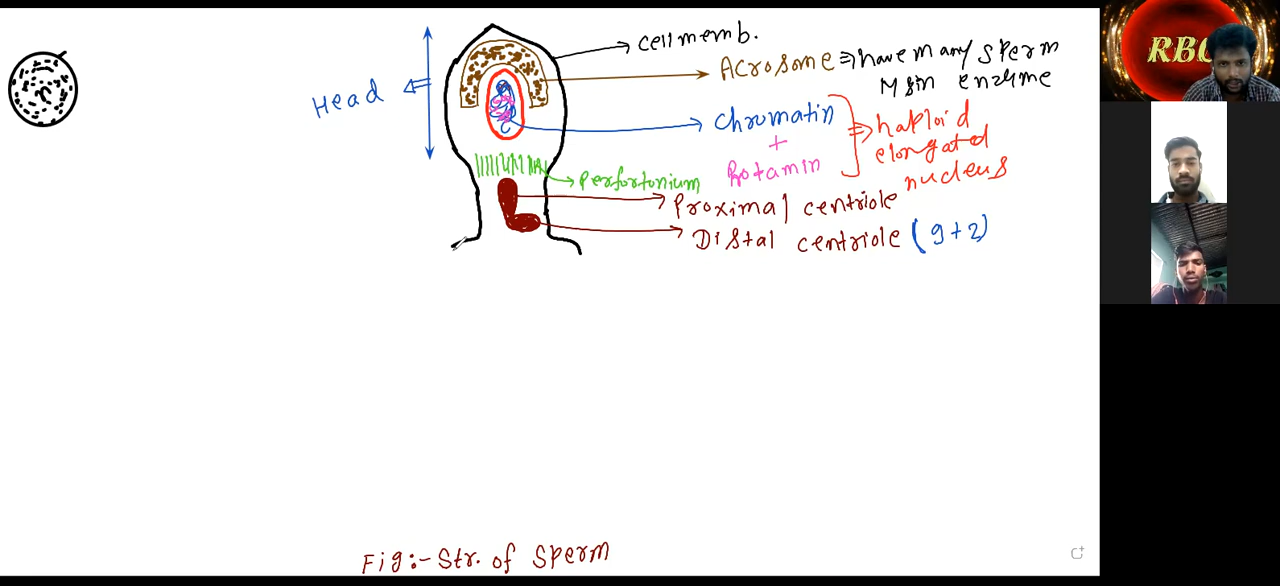 cell memb.
Acrosome ⇒ have many sperm
lysin enzyme
Head
chromatin
+
Protamin
⇒ haploid
elongated
nucleus
Perfortonium
Proximal centriole
Distal centriole (9+2)
Fig:- Str. of sperm
RBC